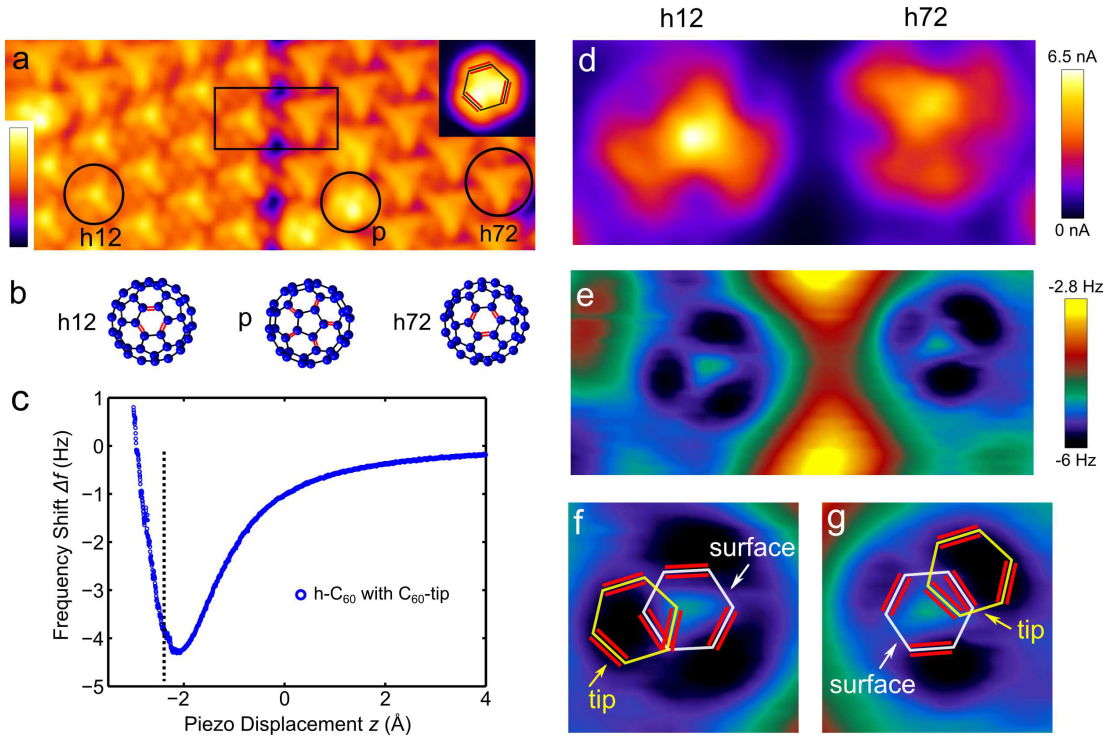 h12 h72
a
h12
p
h72
d
6.5 nA
0 nA
b
h12
p
h72
e
-2.8 Hz
-6 Hz
c
1
0
−1
−2
−3
−4
−5
−2 0 2 4
Frequency Shift Δf (Hz)
Piezo Displacement z (Å)
h-C₆₀ with C₆₀-tip
f
surface
tip
g
tip
surface